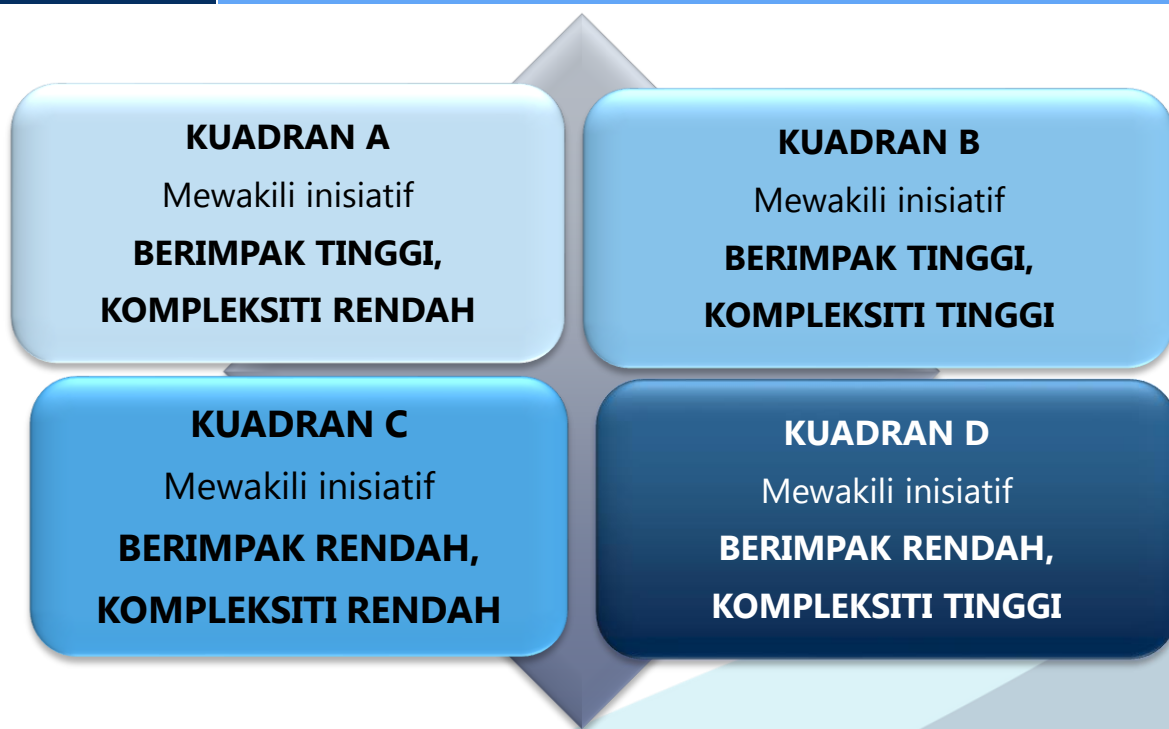 KUADRAN A
Mewakili inisiatif
BERIMPAK TINGGI,
KOMPLEKSITI RENDAH
KUADRAN B
Mewakili inisiatif
BERIMPAK TINGGI,
KOMPLEKSITI TINGGI
KUADRAN C
Mewakili inisiatif
BERIMPAK RENDAH,
KOMPLEKSITI RENDAH
KUADRAN D
Mewakili inisiatif
BERIMPAK RENDAH,
KOMPLEKSITI TINGGI